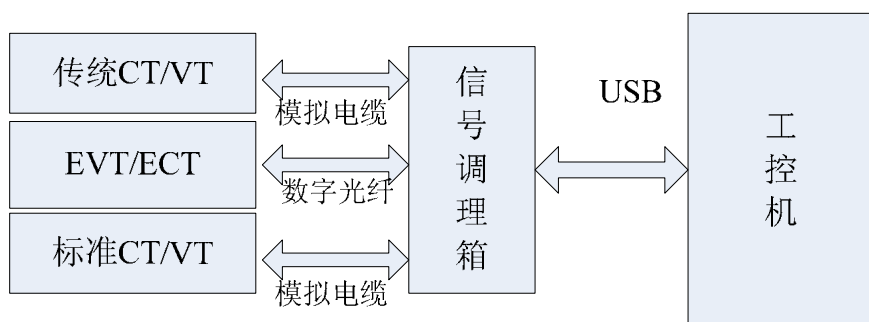 传统CT/VT
模拟电缆
EVT/ECT
数字光纤
标准CT/VT
模拟电缆
信号调理箱
USB
工控机